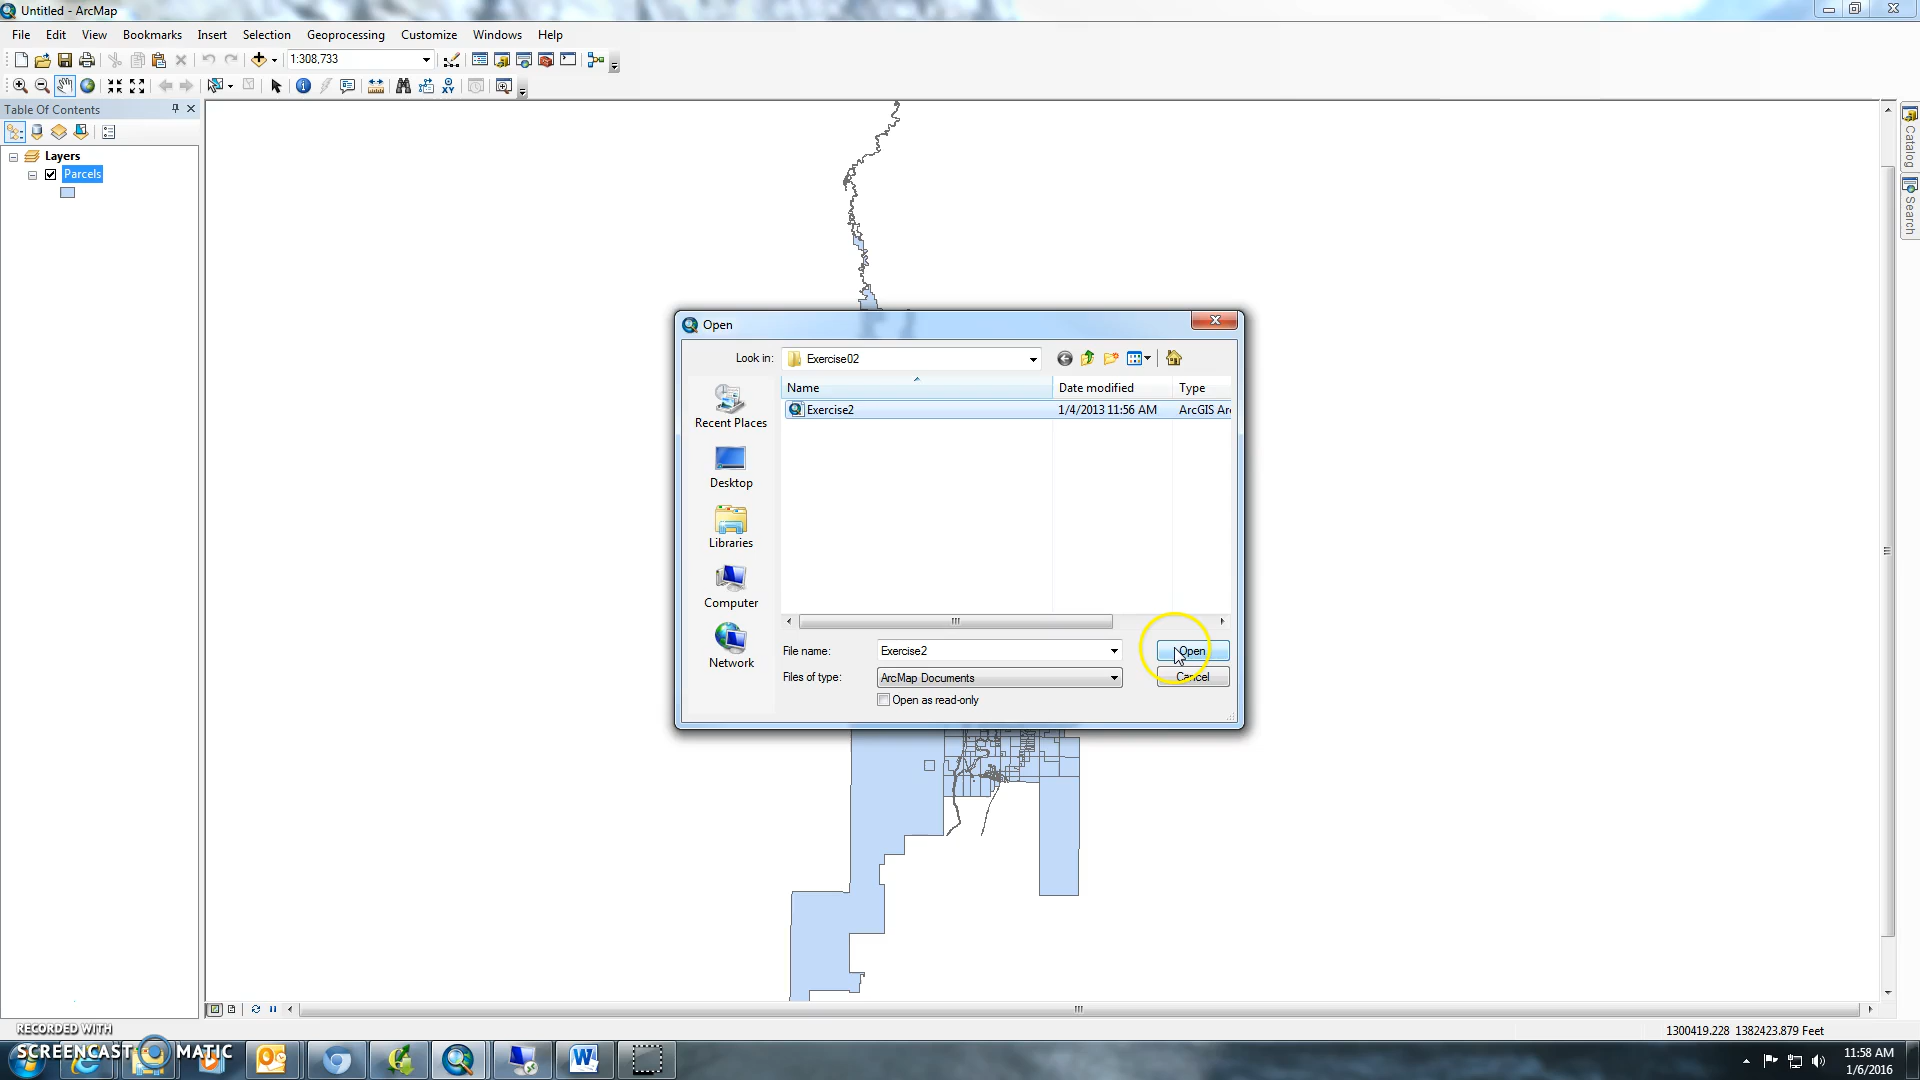 Untitled - ArcMap
File Edit View Bookmarks Insert Selection Geoprocessing Customize Windows Help
1:308,733
Table Of Contents
Layers
Parcels
Catalog
Search
Open
Look in: Exercise02
Name Date modified Type
Exercise2 1/4/2013 11:56 AM ArcGIS Arc
Recent Places
Desktop
Libraries
Computer
Network
File name: Exercise2 Open
Files of type: ArcMap Documents Cancel
Open as read-only
1300419.228 1382423.879 Feet
RECORDED WITH
SCREENCAST MATIC
11:58 AM
1/6/2016